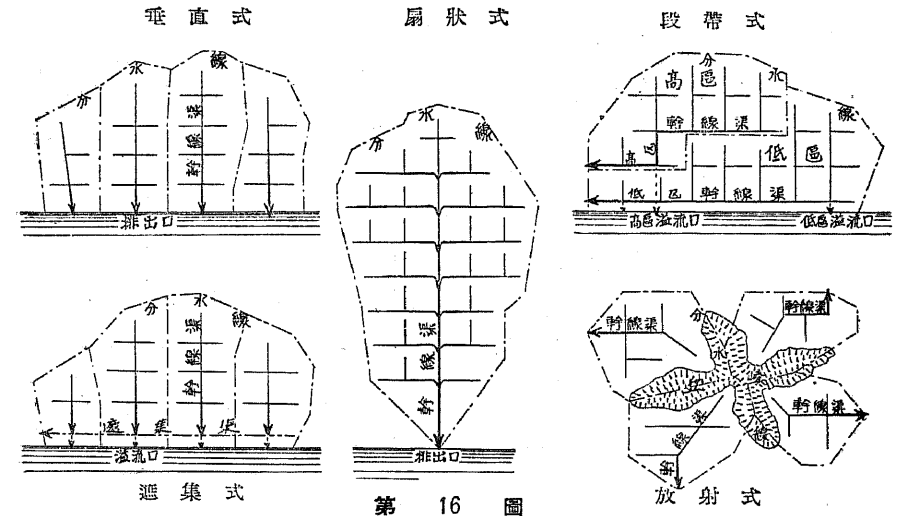 垂直式
分水線
幹線渠
排出口
扇狀式
分水線
幹線渠
排出口
段帶式
分水線
高區
幹線渠
低區
高區
低區幹線渠
高區溢流口
低區溢流口
分水線
幹線渠
遮集渠
溢流口
遮集式
幹線渠
幹線渠
分水線
幹線渠
幹線渠
放射式
第 16 圖